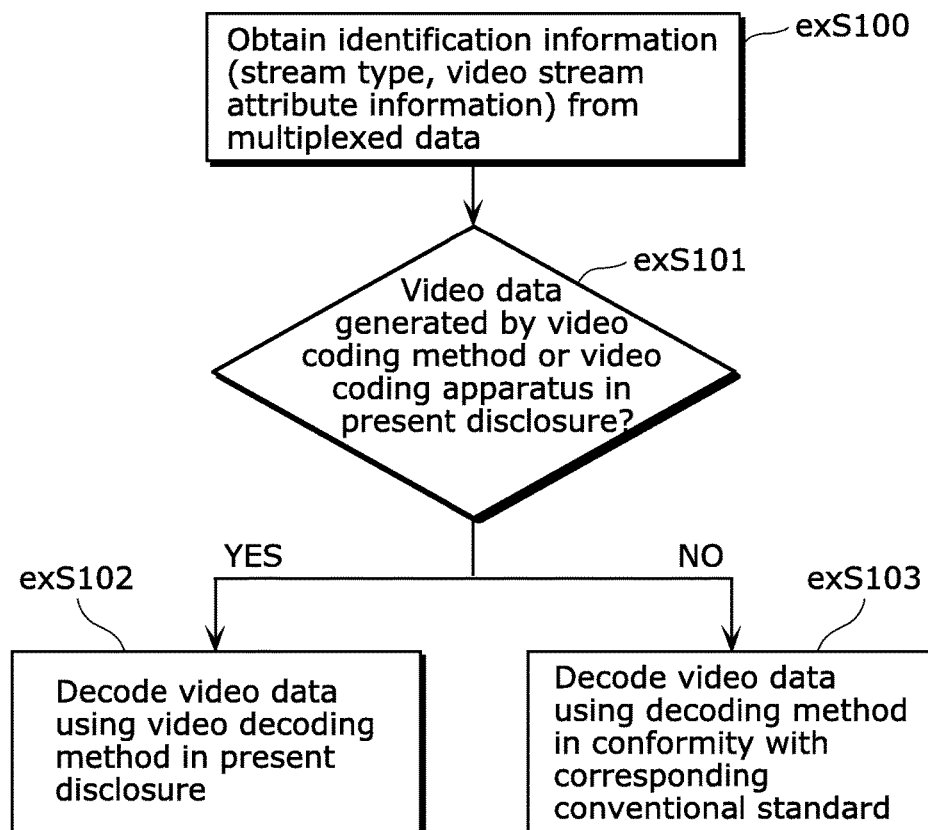 exS100
Obtain identification information
(stream type, video stream
attribute information) from
multiplexed data
exS101
Video data
generated by video
coding method or video
coding apparatus in
present disclosure?
YES
NO
exS102
exS103
Decode video data
using video decoding
method in present
disclosure
Decode video data
using decoding method
in conformity with
corresponding
conventional standard